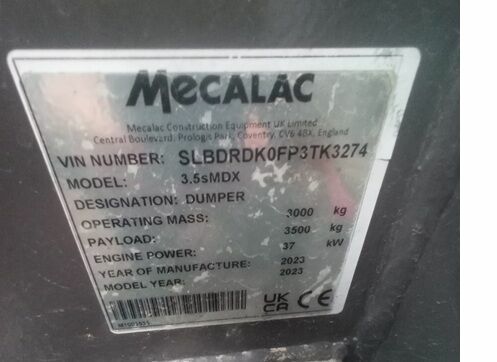 MECALAC
Mecalac Construction Equipment UK Limited
Central Boulevard, Prologis Park, Coventry, CV6 4BX, England
VIN NUMBER: SLBDRDK0FP3TK3274
MODEL: 3.5sMDX
DESIGNATION: DUMPER
OPERATING MASS: 3000 kg
PAYLOAD: 3500 kg
ENGINE POWER: 37 kW
YEAR OF MANUFACTURE: 2023
MODEL YEAR: 2023
UK
CA CE